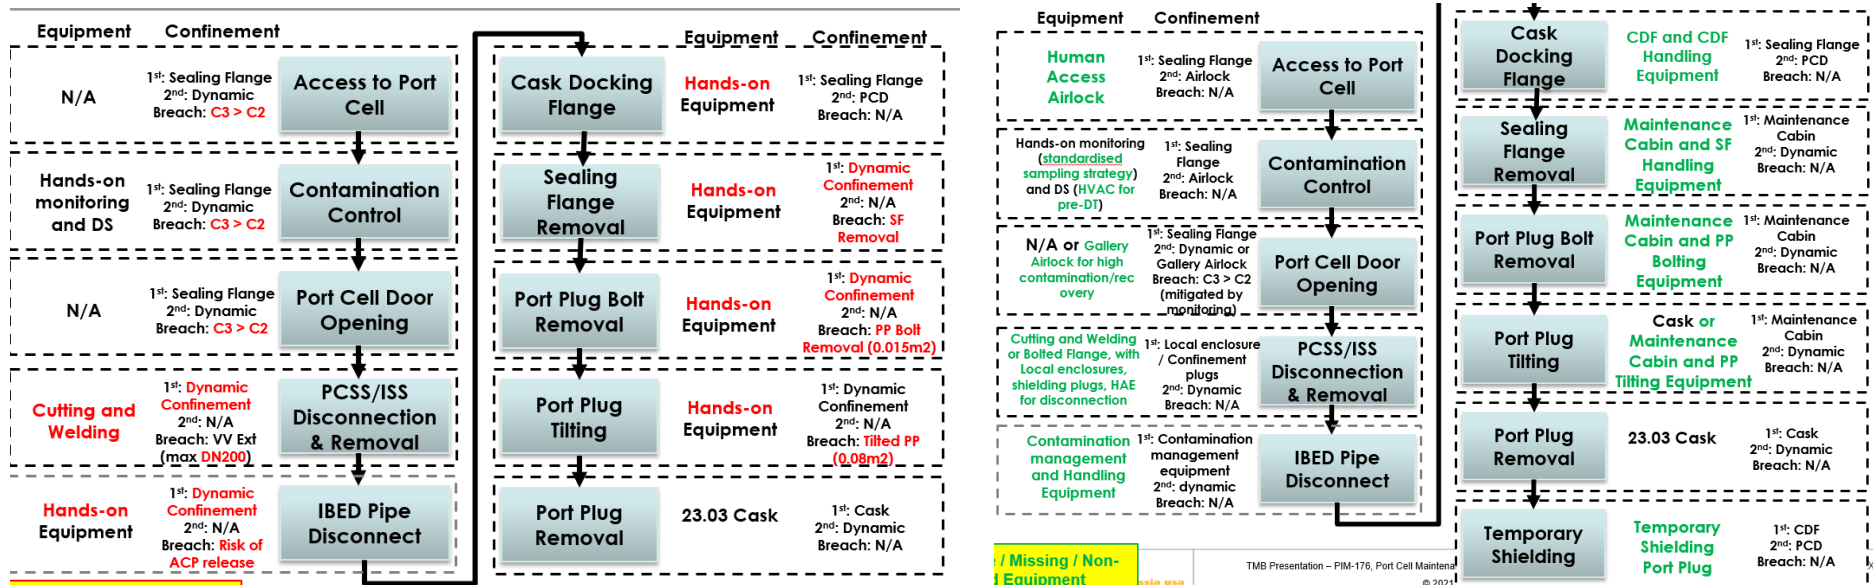 Equipment Confinement
N/A
1st: Sealing Flange
2nd: Dynamic
Breach: C3 > C2
Access to Port
Cell
Hands-on
monitoring
and DS
1st: Sealing Flange
2nd: Dynamic
Breach: C3 > C2
Contamination
Control
N/A
1st: Sealing Flange
2nd: Dynamic
Breach: C3 > C2
Port Cell Door
Opening
Cutting and
Welding
1st: Dynamic
Confinement
2nd: N/A
Breach: VV Ext
(max DN200)
PCSS/ISS
Disconnection
& Removal
Hands-on
Equipment
1st: Dynamic
Confinement
2nd: N/A
Breach: Risk of
ACP release
IBED Pipe
Disconnect
Equipment Confinement
Cask Docking
Flange
Hands-on
Equipment
1st: Sealing Flange
2nd: PCD
Breach: N/A
Sealing
Flange
Removal
Hands-on
Equipment
1st: Dynamic
Confinement
2nd: N/A
Breach: SF
Removal
Port Plug Bolt
Removal
Hands-on
Equipment
1st: Dynamic
Confinement
2nd: N/A
Breach: PP Bolt
Removal (0.015m2)
Port Plug
Tilting
Hands-on
Equipment
1st: Dynamic
Confinement
2nd: N/A
Breach: Tilted PP
(0.08m2)
Port Plug
Removal
23.03 Cask
1st: Cask
2nd: Dynamic
Breach: N/A
Equipment Confinement
Human
Access
Airlock
1st: Sealing Flange
2nd: Airlock
Breach: N/A
Access to Port
Cell
Hands-on monitoring
(standardised
sampling strategy)
and DS (HVAC for
pre-DT)
1st: Sealing
Flange
2nd: Airlock
Breach: N/A
Contamination
Control
N/A or Gallery
Airlock for high
contamination/rec
overy
1st: Sealing Flange
2nd: Dynamic or
Gallery Airlock
Breach: C3 > C2
(mitigated by
monitoring)
Port Cell Door
Opening
Cutting and Welding
or Bolted Flange, with
Local enclosures,
shielding plugs, HAE
for disconnection
1st: Local enclosure
/ Confinement
plugs
2nd: Dynamic
Breach: N/A
PCSS/ISS
Disconnection
& Removal
Contamination
management
and Handling
Equipment
1st: Contamination
management
equipment
2nd: dynamic
Breach: N/A
IBED Pipe
Disconnect
Cask
Docking
Flange
CDF and CDF
Handling
Equipment
1st: Sealing Flange
2nd: PCD
Breach: N/A
Sealing
Flange
Removal
Maintenance
Cabin and SF
Handling
Equipment
1st: Maintenance
Cabin
2nd: Dynamic
Breach: N/A
Port Plug Bolt
Removal
Maintenance
Cabin and PP
Bolting
Equipment
1st: Maintenance
Cabin
2nd: Dynamic
Breach: N/A
Port Plug
Tilting
Cask or
Maintenance
Cabin and PP
Tilting Equipment
1st: Maintenance
Cabin
2nd: Dynamic
Breach: N/A
Port Plug
Removal
23.03 Cask
1st: Cask
2nd: Dynamic
Breach: N/A
Temporary
Shielding
Temporary
Shielding
Port Plug
1st: CDF
2nd: PCD
Breach: N/A
/ Missing / Non-
Equipment
usa
TMB Presentation – PIM-176, Port Cell Maintena
© 2021